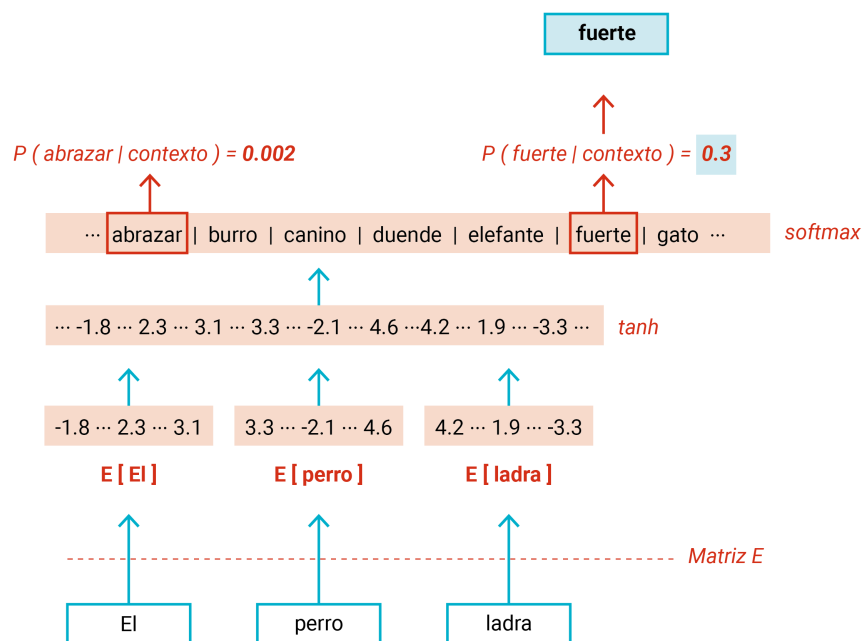 fuerte
P ( abrazar | contexto ) = 0.002
P ( fuerte | contexto ) = 0.3
··· abrazar | burro | canino | duende | elefante | fuerte | gato ···
softmax
··· -1.8 ··· 2.3 ··· 3.1 ··· 3.3 ··· -2.1 ··· 4.6 ···4.2 ··· 1.9 ··· -3.3 ···
tanh
-1.8 ··· 2.3 ··· 3.1
3.3 ··· -2.1 ··· 4.6
4.2 ··· 1.9 ··· -3.3
E [ El ]
E [ perro ]
E [ ladra ]
Matriz E
El
perro
ladra